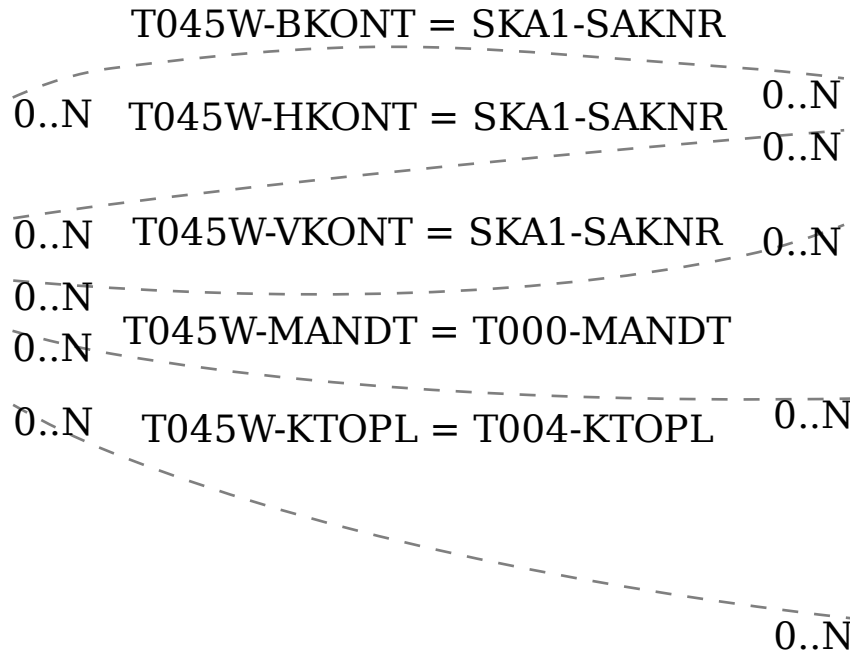 T045W-BKONT = SKA1-SAKNR
0..N
0..N
T045W-HKONT = SKA1-SAKNR
0..N
0..N
T045W-VKONT = SKA1-SAKNR
0..N
0..N
T045W-MANDT = T000-MANDT
0..N
0..N
T045W-KTOPL = T004-KTOPL
0..N
0..N